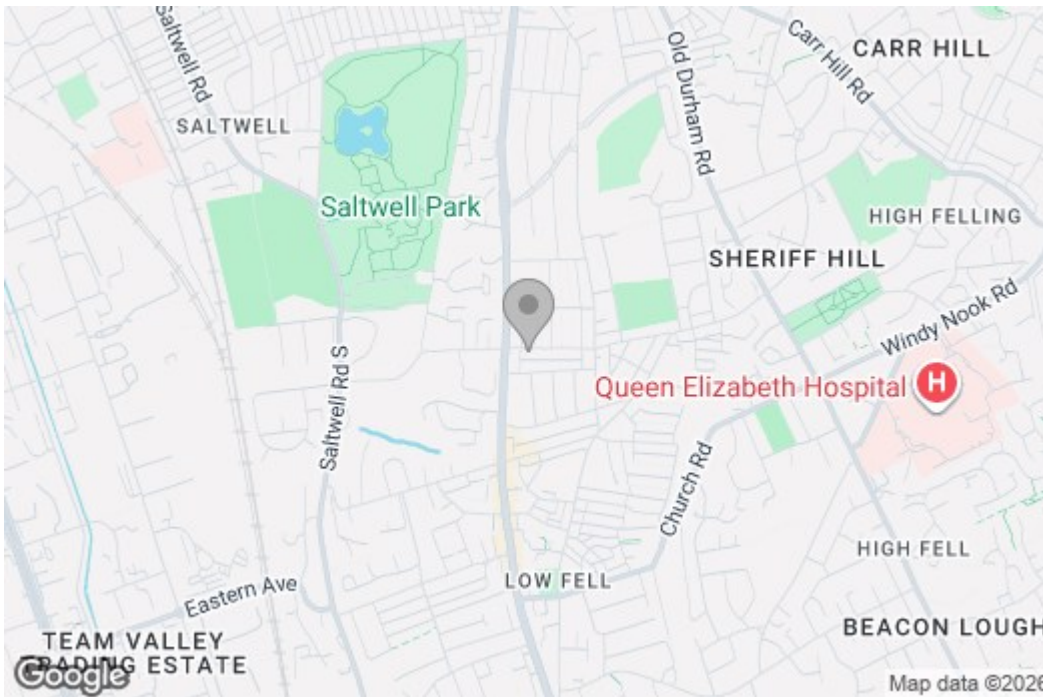 Saltwell Rd
Old Durham Rd
Carr Hill Rd
CARR HILL
SALTWELL
Saltwell Park
HIGH FELLING
SHERIFF HILL
Windy Nook Rd
Saltwell Rd S
Queen Elizabeth Hospital
H
Church Rd
HIGH FELL
LOW FELL
Eastern Ave
BEACON LOUGH
TEAM VALLEY
TRADING ESTATE
Google
Map data ©2026